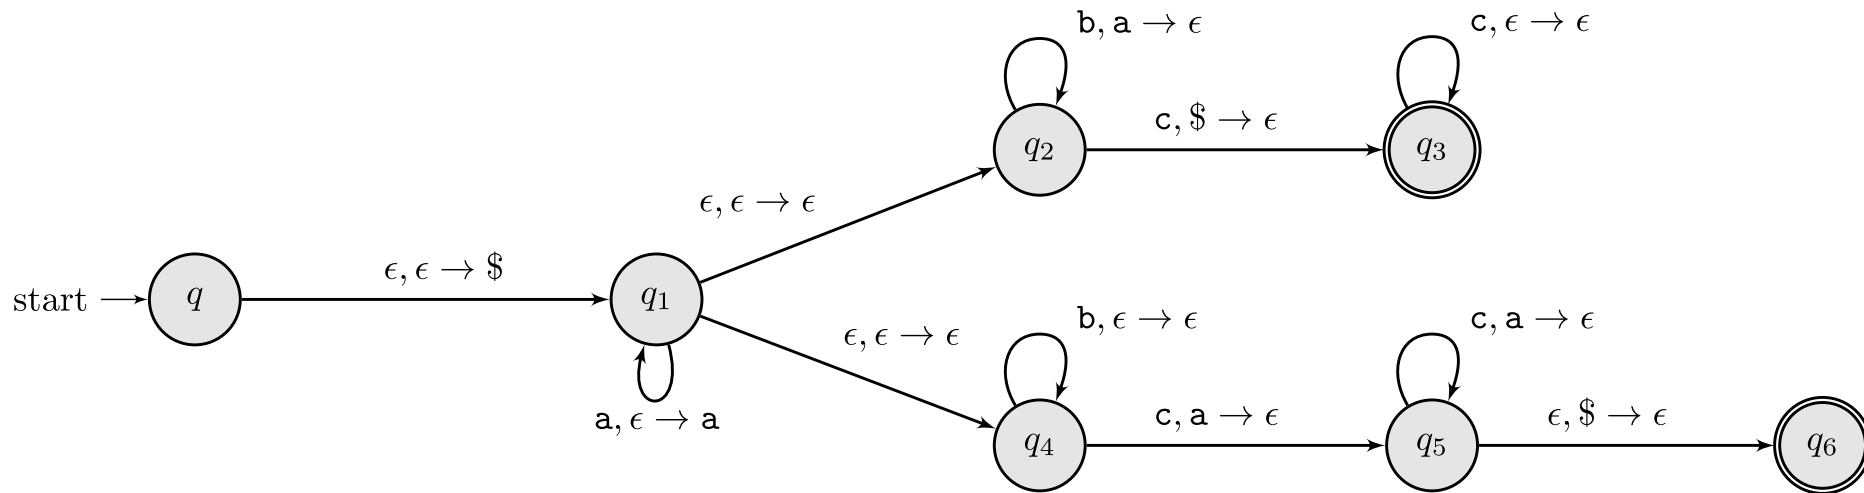 b, a → ϵ
c, ϵ → ϵ
c, $ → ϵ
q₂
q₃
ϵ, ϵ → ϵ
ϵ, ϵ → $
start
q
q₁
a, ϵ → a
ϵ, ϵ → ϵ
b, ϵ → ϵ
c, a → ϵ
c, a → ϵ
ϵ, $ → ϵ
q₄
q₅
q₆